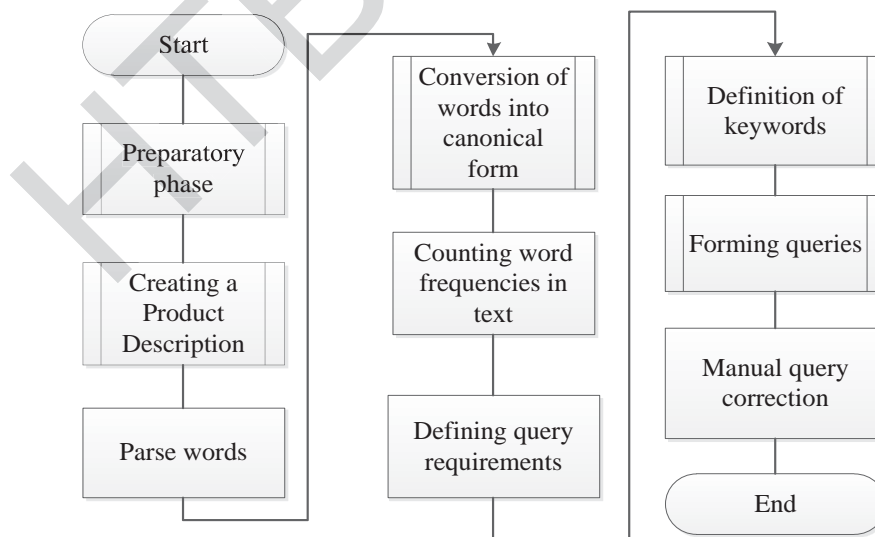 Start
Preparatory
phase
Creating a
Product
Description
Parse words
Conversion of
words into
canonical
form
Counting word
frequencies in
text
Defining query
requirements
Definition of
keywords
Forming queries
Manual query
correction
End